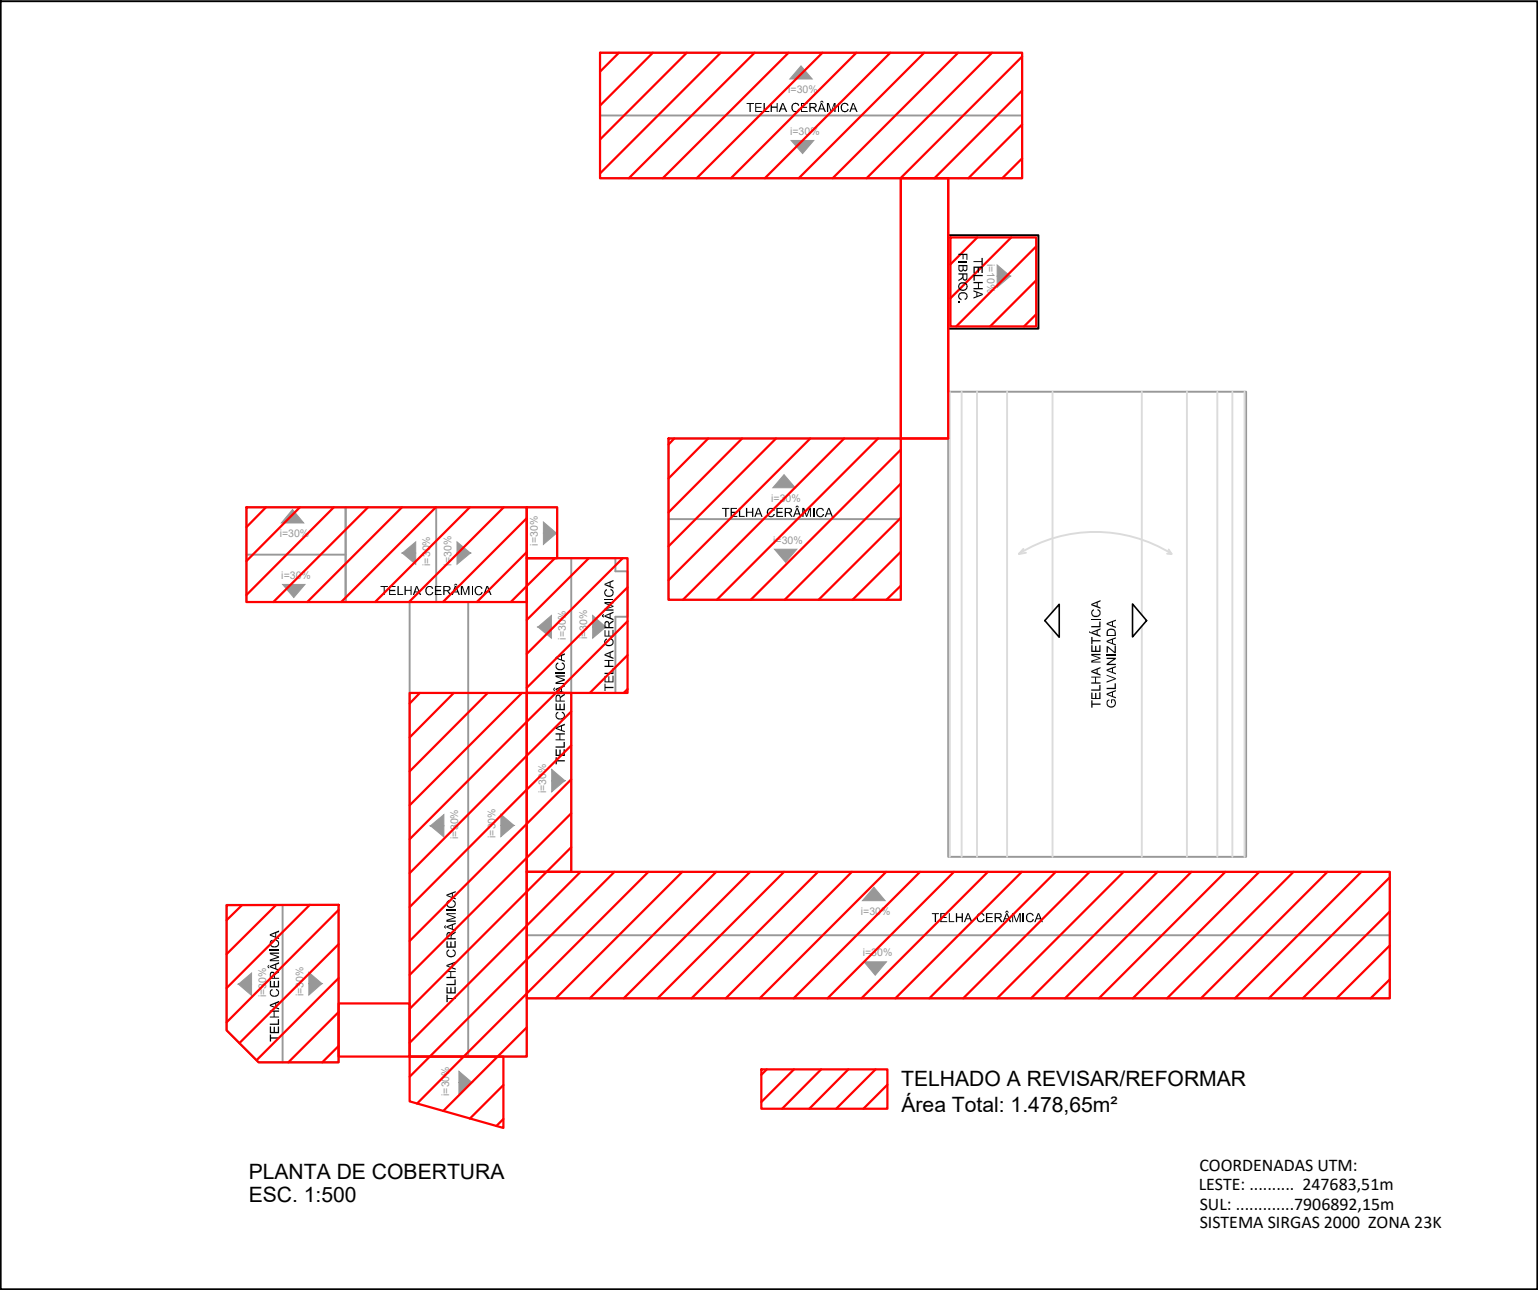 i=30%
TELHA CERÂMICA
i=30%
TELHA
FIBROC.
i=10%
i=30%
TELHA CERÂMICA
i=30%
i=30%
i=30%
i=30%
i=30%
TELHA CERÂMICA
i=30%
i=30%
i=30%
TELHA CERÂMICA
TELHA CERÂMICA
i=30%
TELHA METÁLICA
GALVANIZADA
i=30%
i=30%
TELHA CERÂMICA
i=30%
TELHA CERÂMICA
i=30%
i=30%
TELHA CERÂMICA
i=30%
i=30%
TELHADO A REVISAR/REFORMAR
Área Total: 1.478,65m²
PLANTA DE COBERTURA
ESC. 1:500
COORDENADAS UTM:
LESTE: .......... 247683,51m
SUL: .............7906892,15m
SISTEMA SIRGAS 2000 ZONA 23K